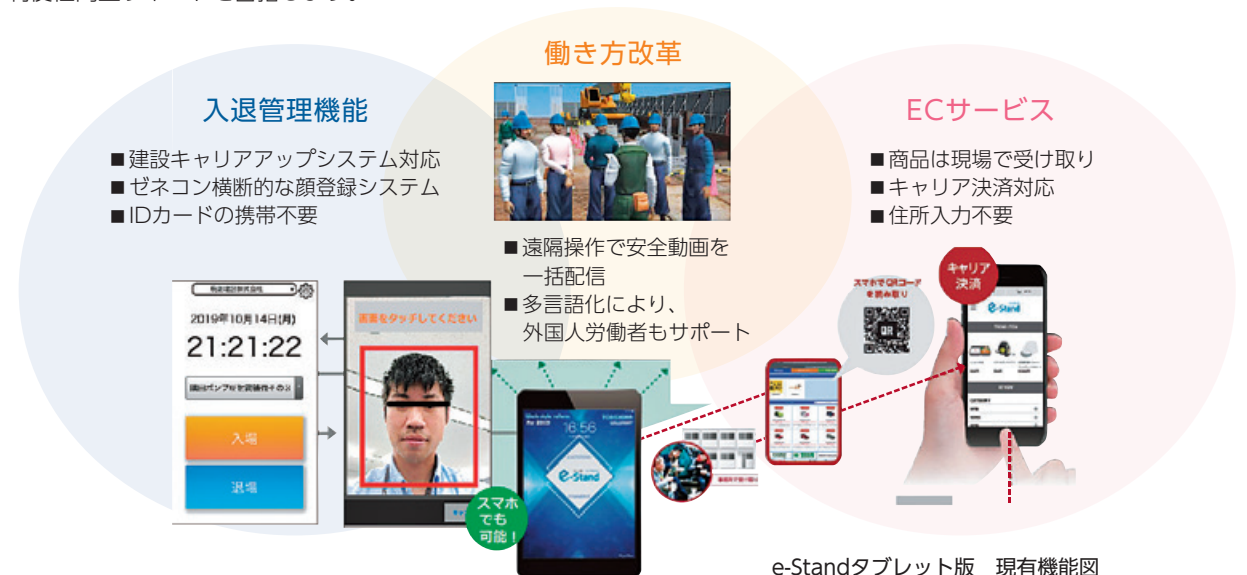 働き方改革
入退管理機能
ECサービス
■建設キャリアアップシステム対応
■ゼネコン横断的な顔登録システム
■IDカードの携帯不要
■商品は現場で受け取り
■キャリア決済対応
■住所入力不要
■遠隔操作で安全動画を
一括配信
■多言語化により、
外国人労働者もサポート
2019年10月14日(月)
21:21:22
入場
退場
画面をタッチしてください
スマホ
でも
可能！
16:56
e-Stand
スマホでQRコード
を読み取り
QR
キャリア
決済
e-Stand
CATEGORY
e-Standタブレット版　現有機能図